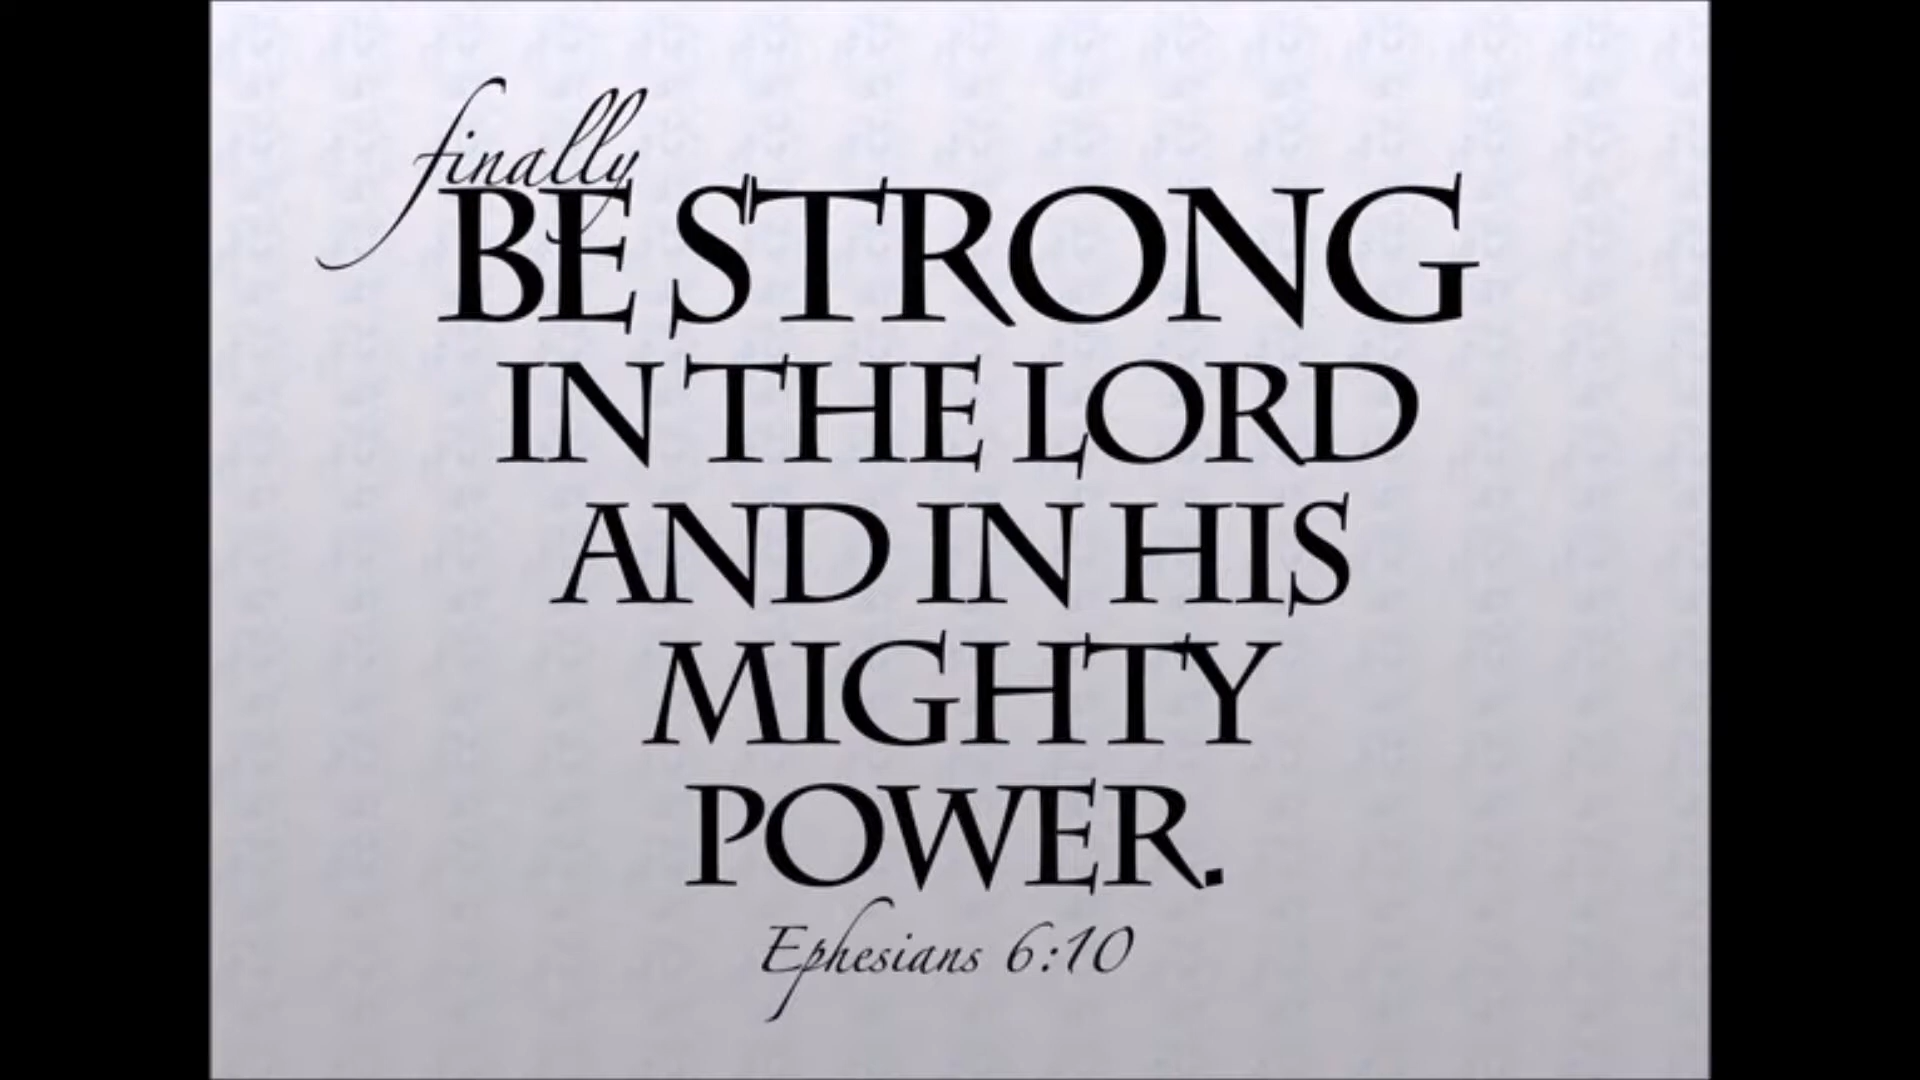 finally
BE STRONG
IN THE LORD
AND IN HIS
MIGHTY
POWER.
Ephesians 6:10